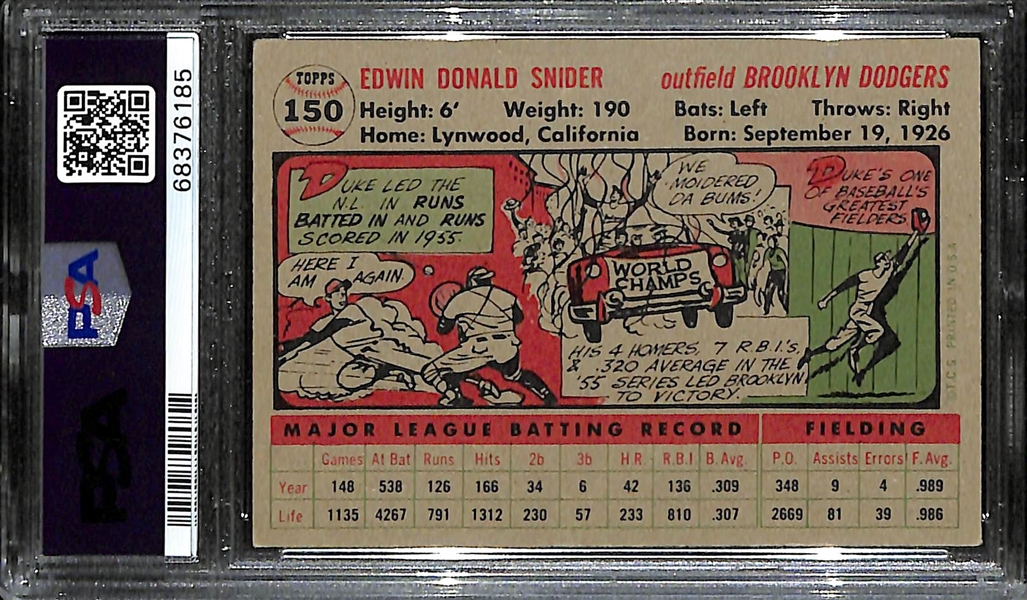 PSA
PSA
68376185
TOPPS
150
EDWIN DONALD SNIDER outfield BROOKLYN DODGERS
Height: 6' Weight: 190 Bats: Left Throws: Right
Home: Lynwood, California Born: September 19, 1926
DUKE LED THE
N.L. IN RUNS
BATTED IN AND RUNS
SCORED IN 1955.
HERE I
AM AGAIN.
WE
MOIDERED
DA BUMS!
WORLD
CHAMPS
HIS 4 HOMERS, 7 R.B.I.'S,
& .320 AVERAGE IN THE
'55 SERIES LED BROOKLYN
TO VICTORY.
DUKE'S ONE
OF BASEBALL'S
GREATEST
FIELDERS
B
©T.C.G. PRINTED IN U.S.A.
MAJOR LEAGUE BATTING RECORD FIELDING
Games At Bat Runs Hits 2b 3b H.R. R.B.I. B. Avg. P.O. Assists Errors F. Avg.
Year 148 538 126 166 34 6 42 136 .309 348 9 4 .989
Life 1135 4267 791 1312 230 57 233 810 .307 2669 81 39 .986